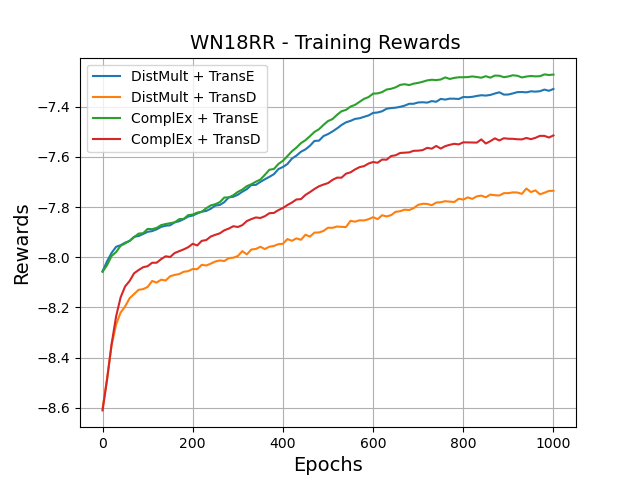 WN18RR - Training Rewards
DistMult + TransE
DistMult + TransD
ComplEx + TransE
ComplEx + TransD
−7.4
−7.6
−7.8
−8.0
−8.2
−8.4
−8.6
Rewards
0
200
400
600
800
1000
Epochs